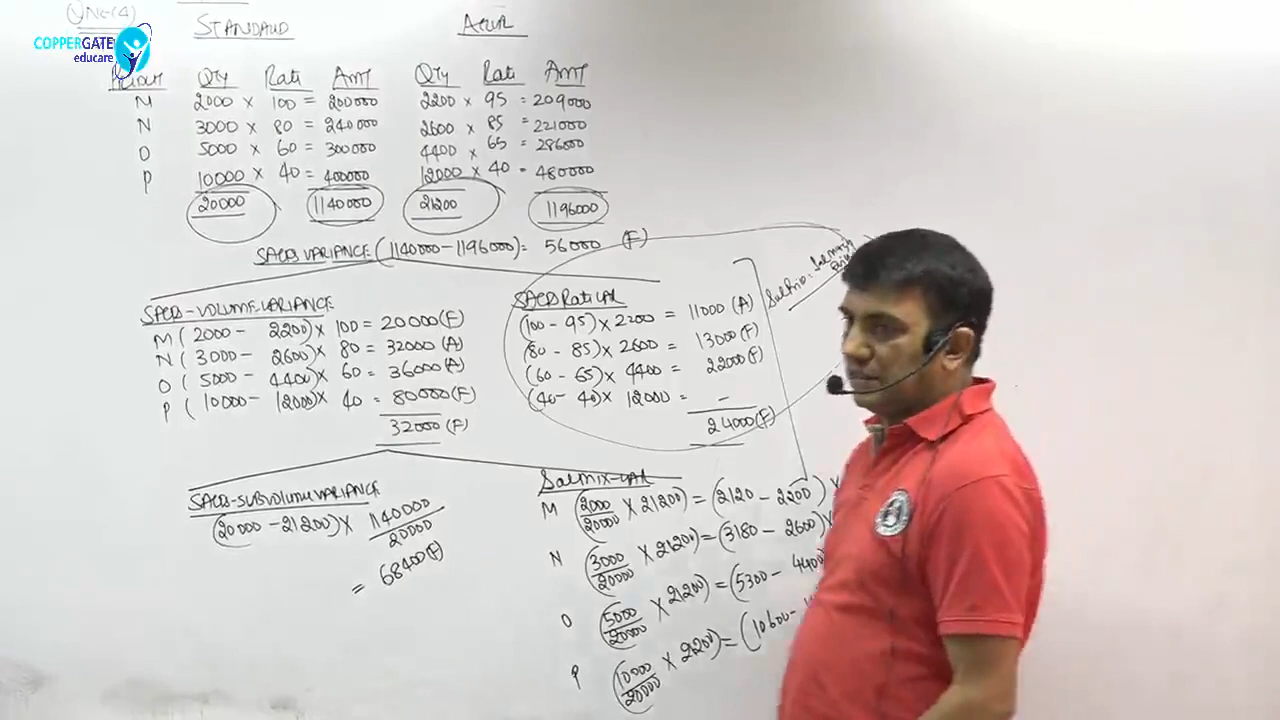 QNo(4)
COPPERGATE
educare
STANDARD
QTY Rate AMT QTY Rate AMT
M 2000 × 100 = 200000 2200 × 95 = 209000
N 3000 × 80 = 240000 2600 × 85 = 221000
O 5000 × 60 = 300000 4400 × 65 = 286000
P 10000 × 40 = 400000 12000 × 40 = 480000
20000 1140000 21200 1196000
SALES VARIANCE (1140000 - 1196000) = 56000 (F)
SALES-VOLUME VARIANCE
M (2000 - 2200) × 100 = 20000 (F)
N (3000 - 2600) × 80 = 32000 (A)
O (5000 - 4400) × 60 = 36000 (A)
P (10000 - 12000) × 40 = 80000 (F)
32000 (F)
SALES Rate VAR
(100 - 95) × 2200 = 11000 (A)
(80 - 85) × 2600 = 13000 (F)
(60 - 65) × 4400 = 22000 (F)
(40 - 40) × 12000 = -
24000 (F)
SALES-SUBVOLUME VARIANCE
(20000 - 21200) × 1140000
20000
= 68400 (F)
Sal mix-VAR
M (2000/20000 × 21200) = (2120 - 2200) ×
N (3000/20000 × 21200) = (3180 - 2600) ×
O (5000/20000 × 21200) = (5300 - 4400)
P (10000/20000 × 21200) = (10600 -